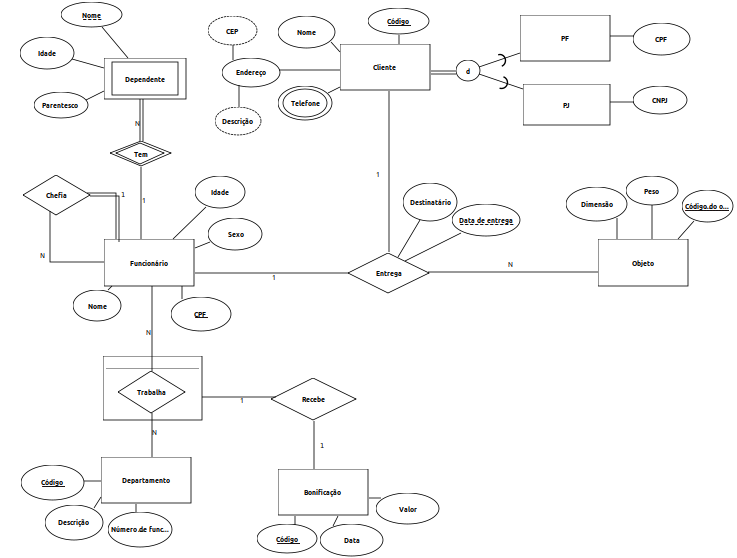 Nome
Idade
Dependente
Parentesco
N
Tem
1
Chefia
1
N
Funcionário
Idade
Sexo
Nome
CPF
N
Trabalha
N
Departamento
Código
Descrição
Número de func...
1
Recebe
1
Bonificação
Valor
Código
Data
CEP
Endereço
Descrição
Nome
Código
Cliente
Telefone
d
PF
CPF
PJ
CNPJ
1
Destinatário
Data de entrega
Entrega
1
N
Dimensão
Peso
Código do o...
Objeto